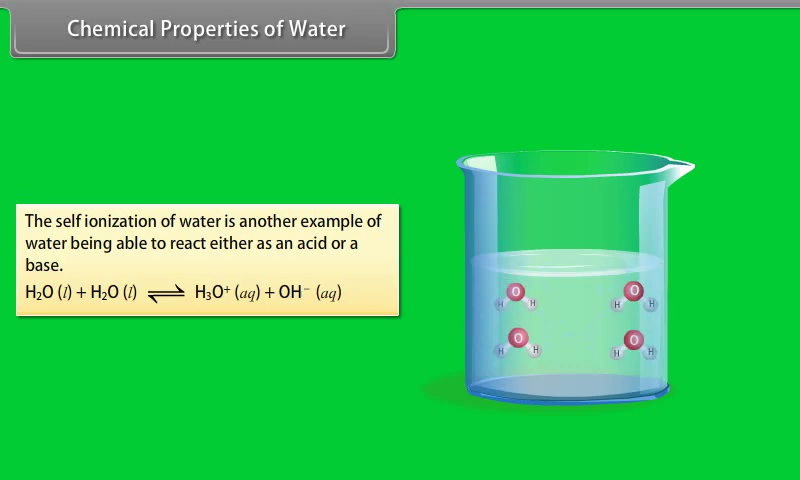 Chemical Properties of Water
The self ionization of water is another example of
water being able to react either as an acid or a
base.
H₂O (l) + H₂O (l) ⇌ H₃O⁺ (aq) + OH⁻ (aq)
O O
H H H H
O O
H H H H